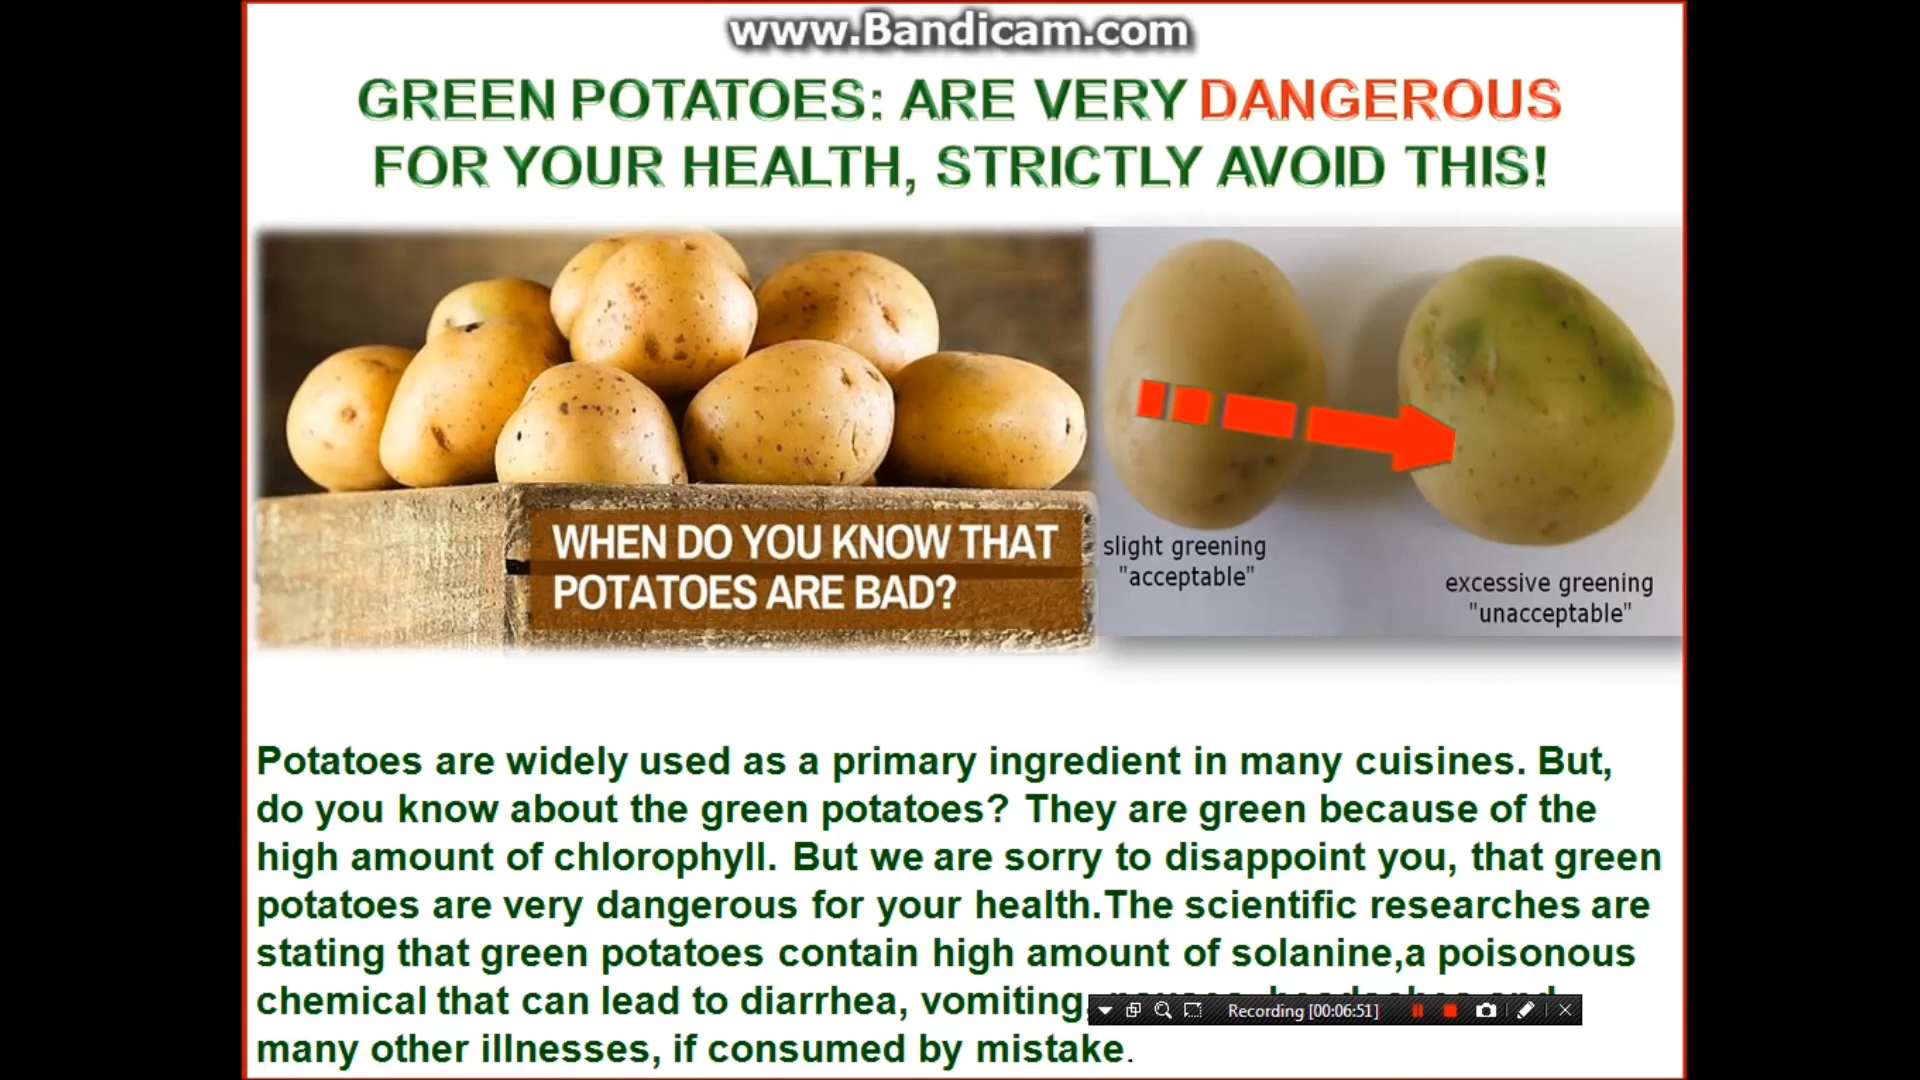 www.Bandicam.com
GREEN POTATOES: ARE VERY DANGEROUS
FOR YOUR HEALTH, STRICTLY AVOID THIS!
WHEN DO YOU KNOW THAT
POTATOES ARE BAD?
slight greening
"acceptable"
excessive greening
"unacceptable"
Potatoes are widely used as a primary ingredient in many cuisines. But,
do you know about the green potatoes? They are green because of the
high amount of chlorophyll. But we are sorry to disappoint you, that green
potatoes are very dangerous for your health.The scientific researches are
stating that green potatoes contain high amount of solanine,a poisonous
chemical that can lead to diarrhea, vomiting,
Recording [00:06:51]
many other illnesses, if consumed by mistake.